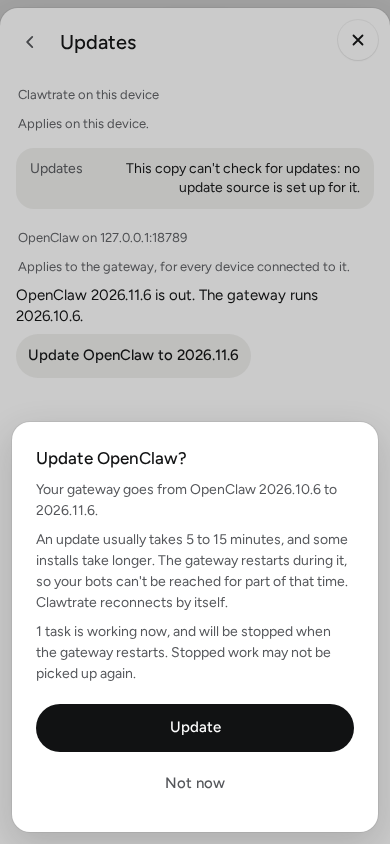 Updates
Clawtrate on this device
Applies on this device.
Updates
This copy can't check for updates: no
update source is set up for it.
OpenClaw on 127.0.0.1:18789
Applies to the gateway, for every device connected to it.
OpenClaw 2026.11.6 is out. The gateway runs
2026.10.6.
Update OpenClaw to 2026.11.6
Update OpenClaw?
Your gateway goes from OpenClaw 2026.10.6 to
2026.11.6.
An update usually takes 5 to 15 minutes, and some
installs take longer. The gateway restarts during it,
so your bots can't be reached for part of that time.
Clawtrate reconnects by itself.
1 task is working now, and will be stopped when
the gateway restarts. Stopped work may not be
picked up again.
Update
Not now